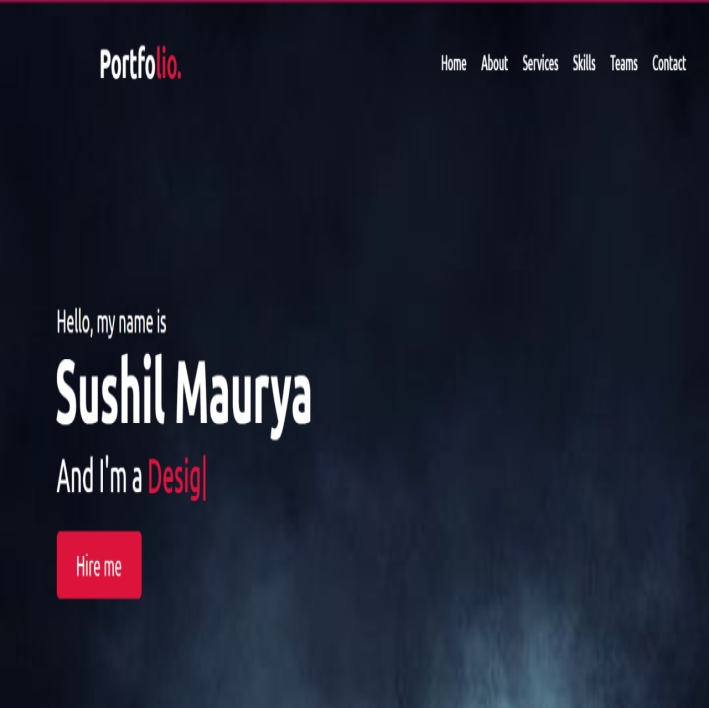 Portfolio.
Home About Services Skills Teams Contact
Hello, my name is
Sushil Maurya
And I'm a Desig|
Hire me